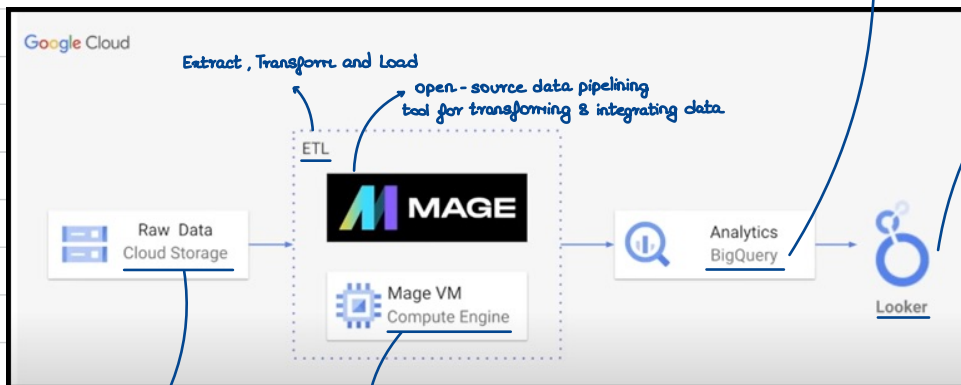 Google Cloud
Extract, Transform and Load
open-source data pipelining
tool for transforming & integrating data
ETL
MAGE
Raw Data
Cloud Storage
Mage VM
Compute Engine
Analytics
BigQuery
Looker